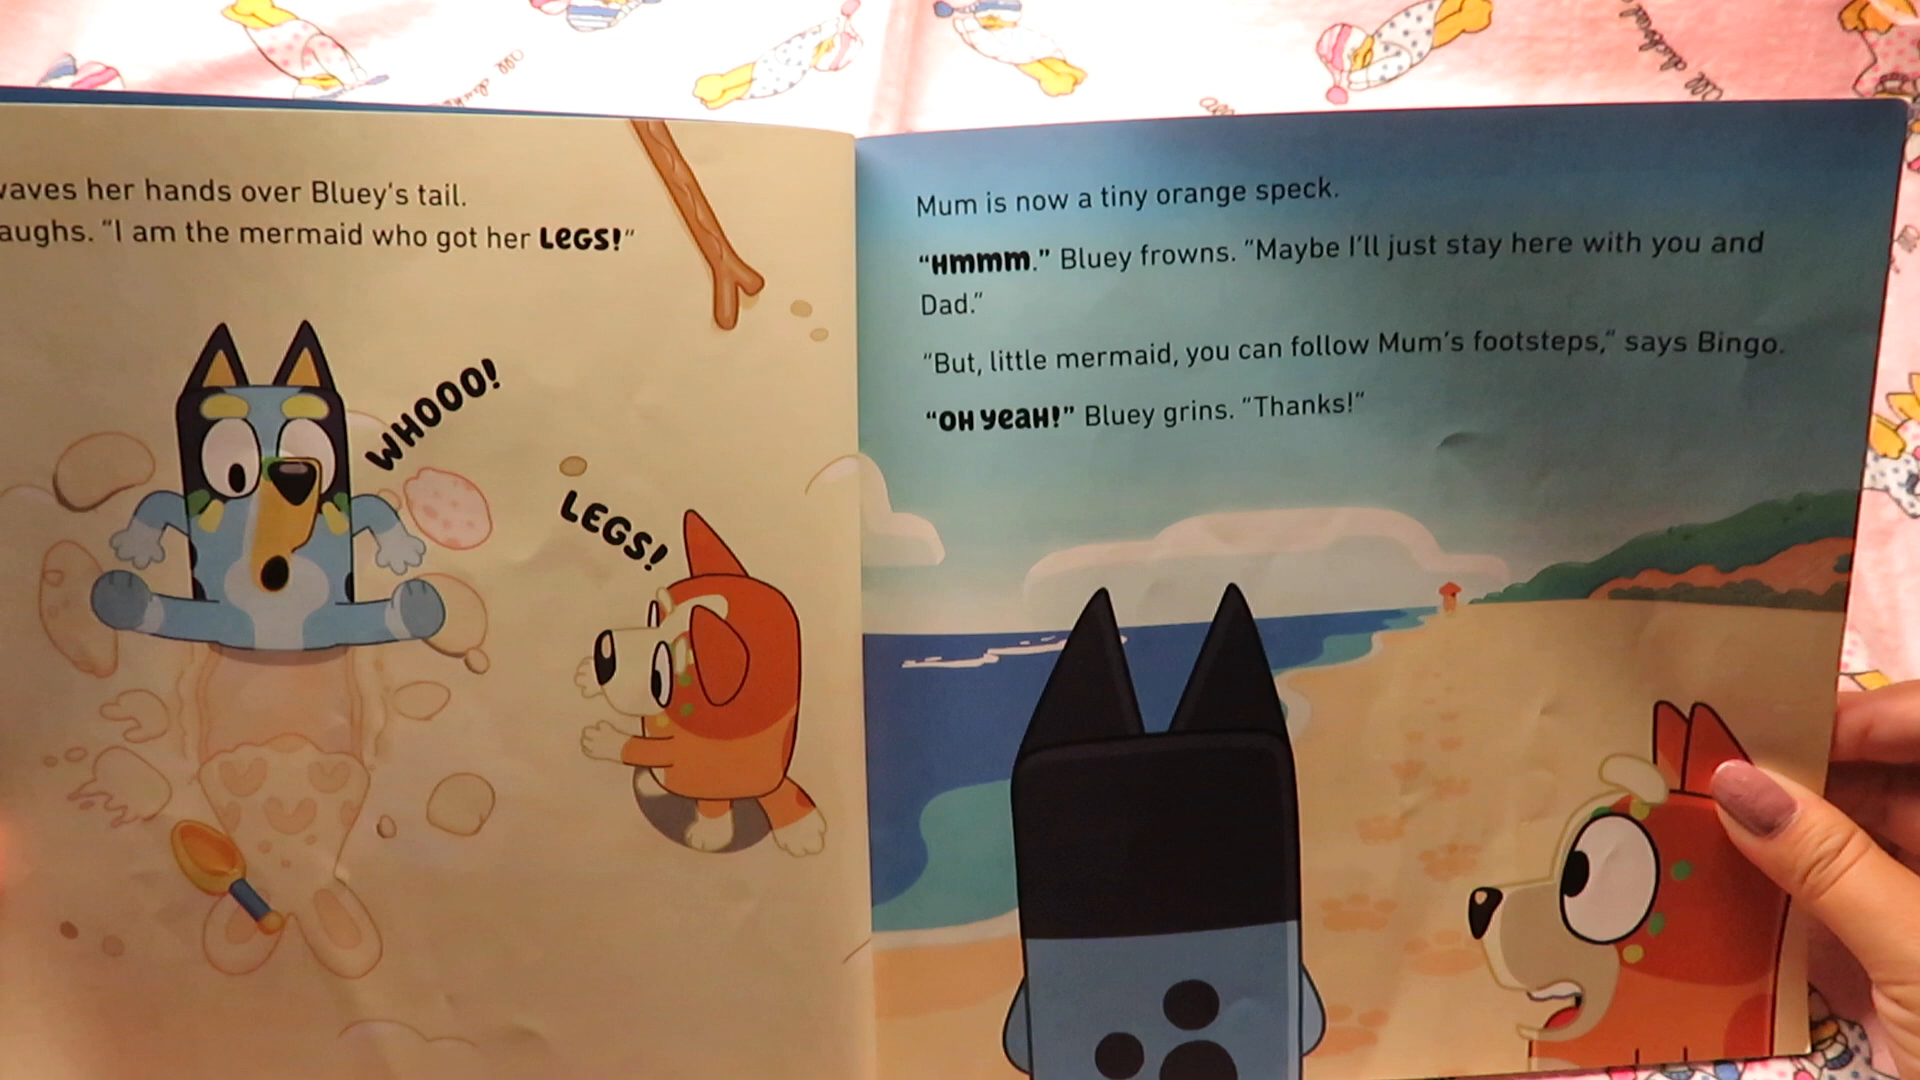 waves her hands over Bluey's tail.
aughs. "I am the mermaid who got her LEGS!"
WHOOO!
LEGS!
Mum is now a tiny orange speck.
"Hmmm." Bluey frowns. "Maybe I'll just stay here with you and
Dad."
"But, little mermaid, you can follow Mum's footsteps," says Bingo.
"OH YEAH!" Bluey grins. "Thanks!"